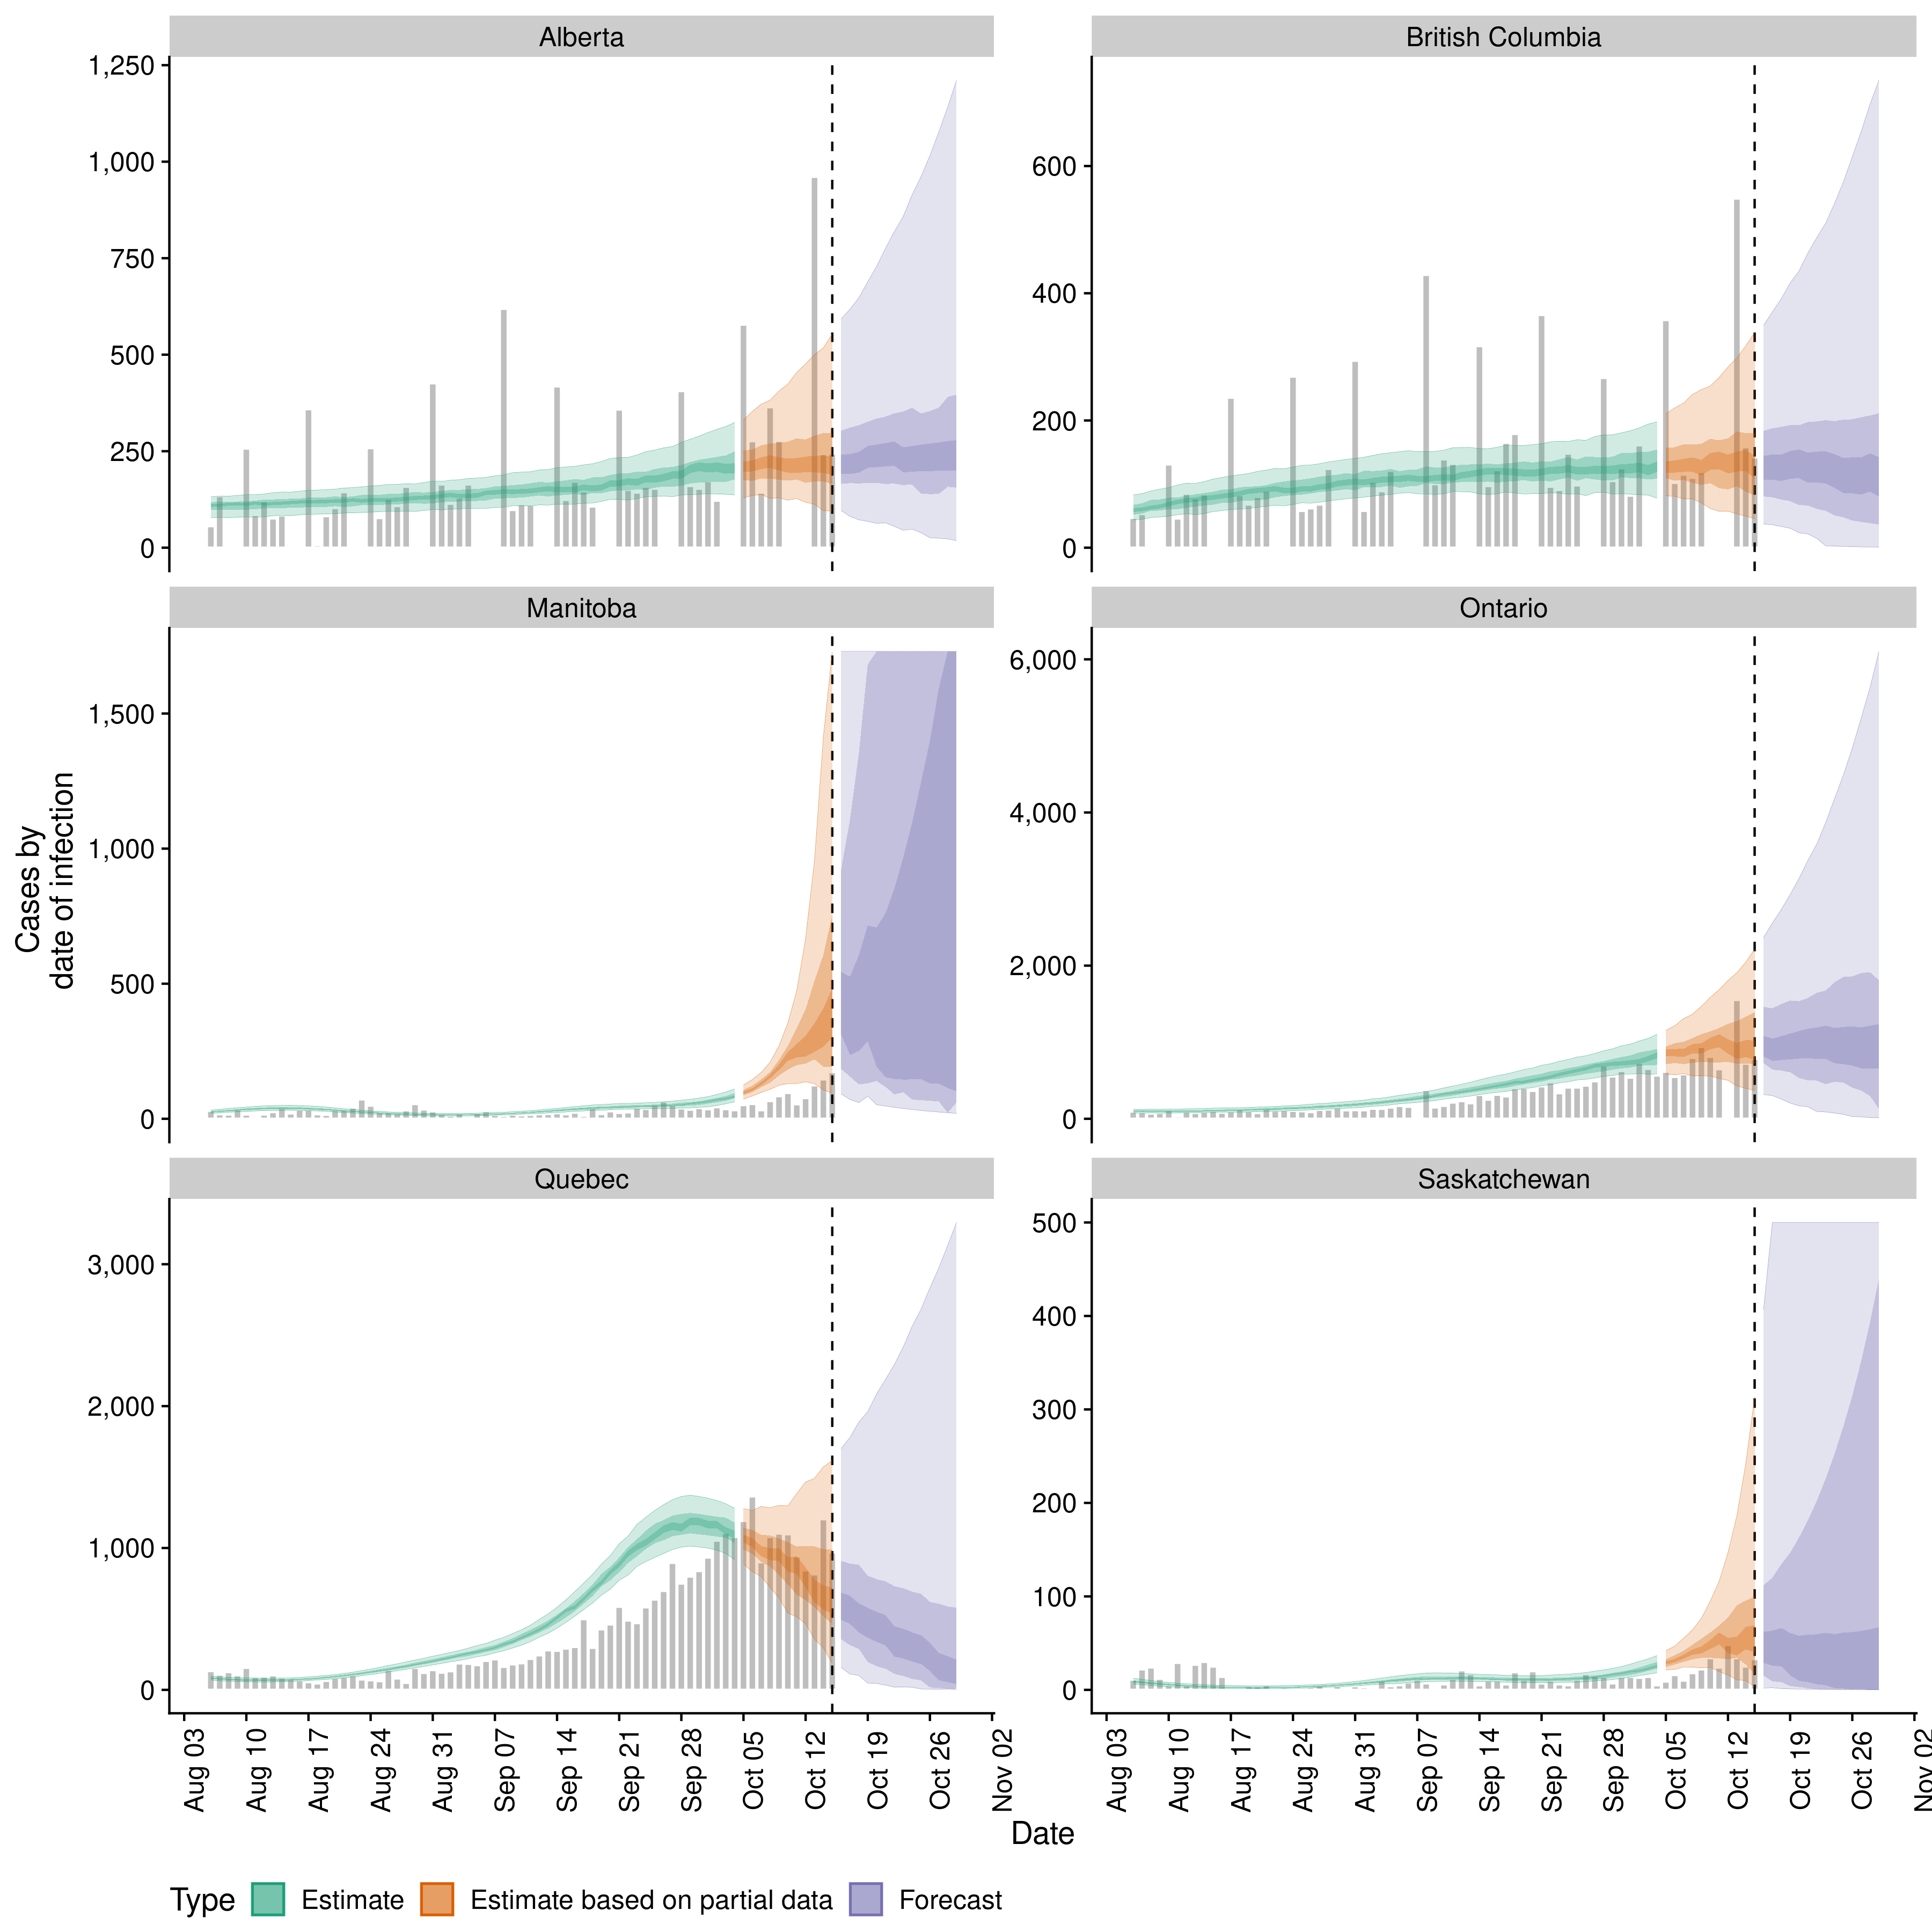 Alberta
British Columbia
1,250
1,000
750
500
250
0
600
400
200
0
Manitoba
Ontario
1,500
1,000
500
0
6,000
4,000
2,000
0
Cases by
date of infection
Quebec
Saskatchewan
3,000
2,000
1,000
0
500
400
300
200
100
0
Aug 03
Aug 10
Aug 17
Aug 24
Aug 31
Sep 07
Sep 14
Sep 21
Sep 28
Oct 05
Oct 12
Oct 19
Oct 26
Nov 02
Aug 03
Aug 10
Aug 17
Aug 24
Aug 31
Sep 07
Sep 14
Sep 21
Sep 28
Oct 05
Oct 12
Oct 19
Oct 26
Nov 02
Date
Type Estimate Estimate based on partial data Forecast